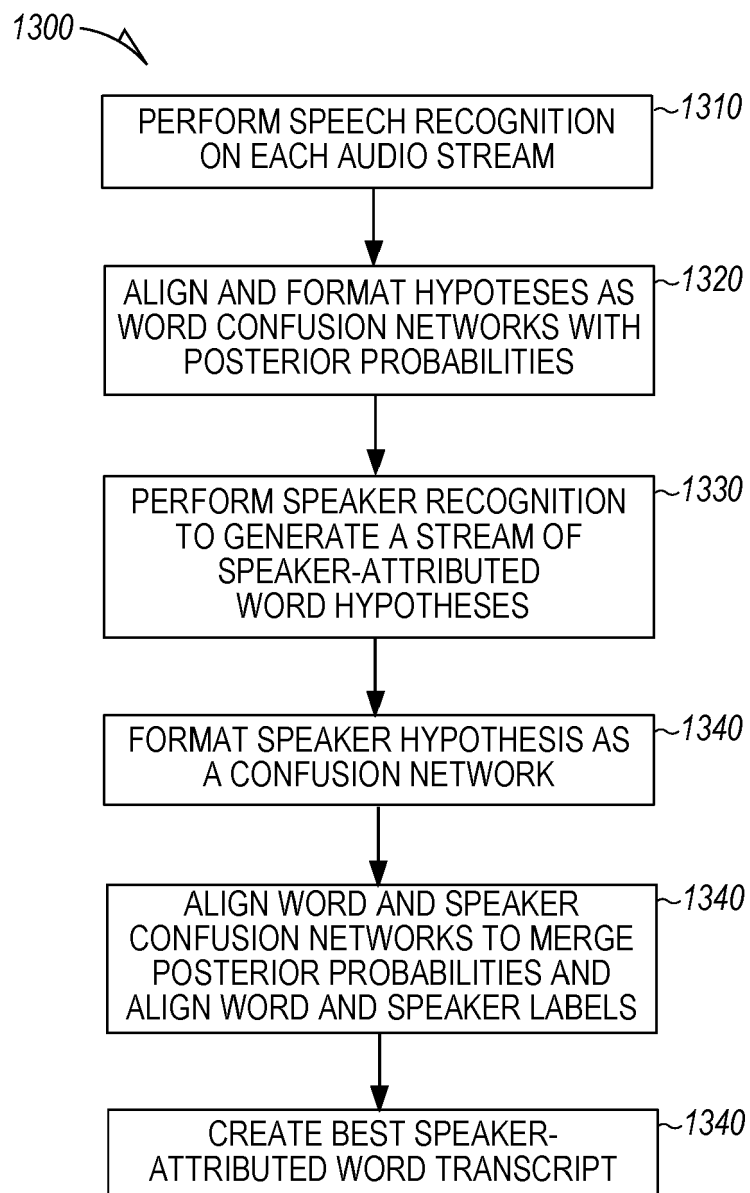 1300
PERFORM SPEECH RECOGNITION
ON EACH AUDIO STREAM
1310
ALIGN AND FORMAT HYPOTESES AS
WORD CONFUSION NETWORKS WITH
POSTERIOR PROBABILITIES
1320
PERFORM SPEAKER RECOGNITION
TO GENERATE A STREAM OF
SPEAKER-ATTRIBUTED
WORD HYPOTHESES
1330
FORMAT SPEAKER HYPOTHESIS AS
A CONFUSION NETWORK
1340
ALIGN WORD AND SPEAKER
CONFUSION NETWORKS TO MERGE
POSTERIOR PROBABILITIES AND
ALIGN WORD AND SPEAKER LABELS
1340
CREATE BEST SPEAKER-
ATTRIBUTED WORD TRANSCRIPT
1340